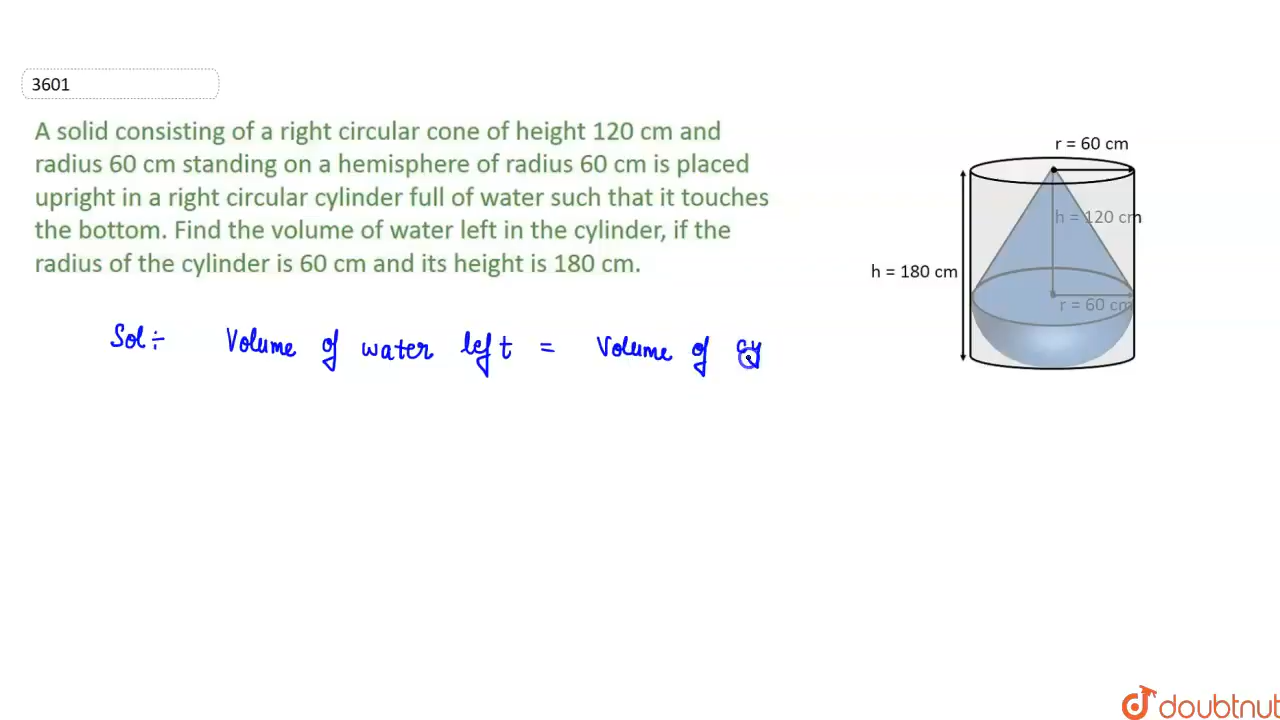 3601
A solid consisting of a right circular cone of height 120 cm and
radius 60 cm standing on a hemisphere of radius 60 cm is placed
upright in a right circular cylinder full of water such that it touches
the bottom. Find the volume of water left in the cylinder, if the
radius of the cylinder is 60 cm and its height is 180 cm.
r = 60 cm
h = 120 cm
h = 180 cm
r = 60 cm
Sol÷ Volume of water left = Volume of cy
doubtnut